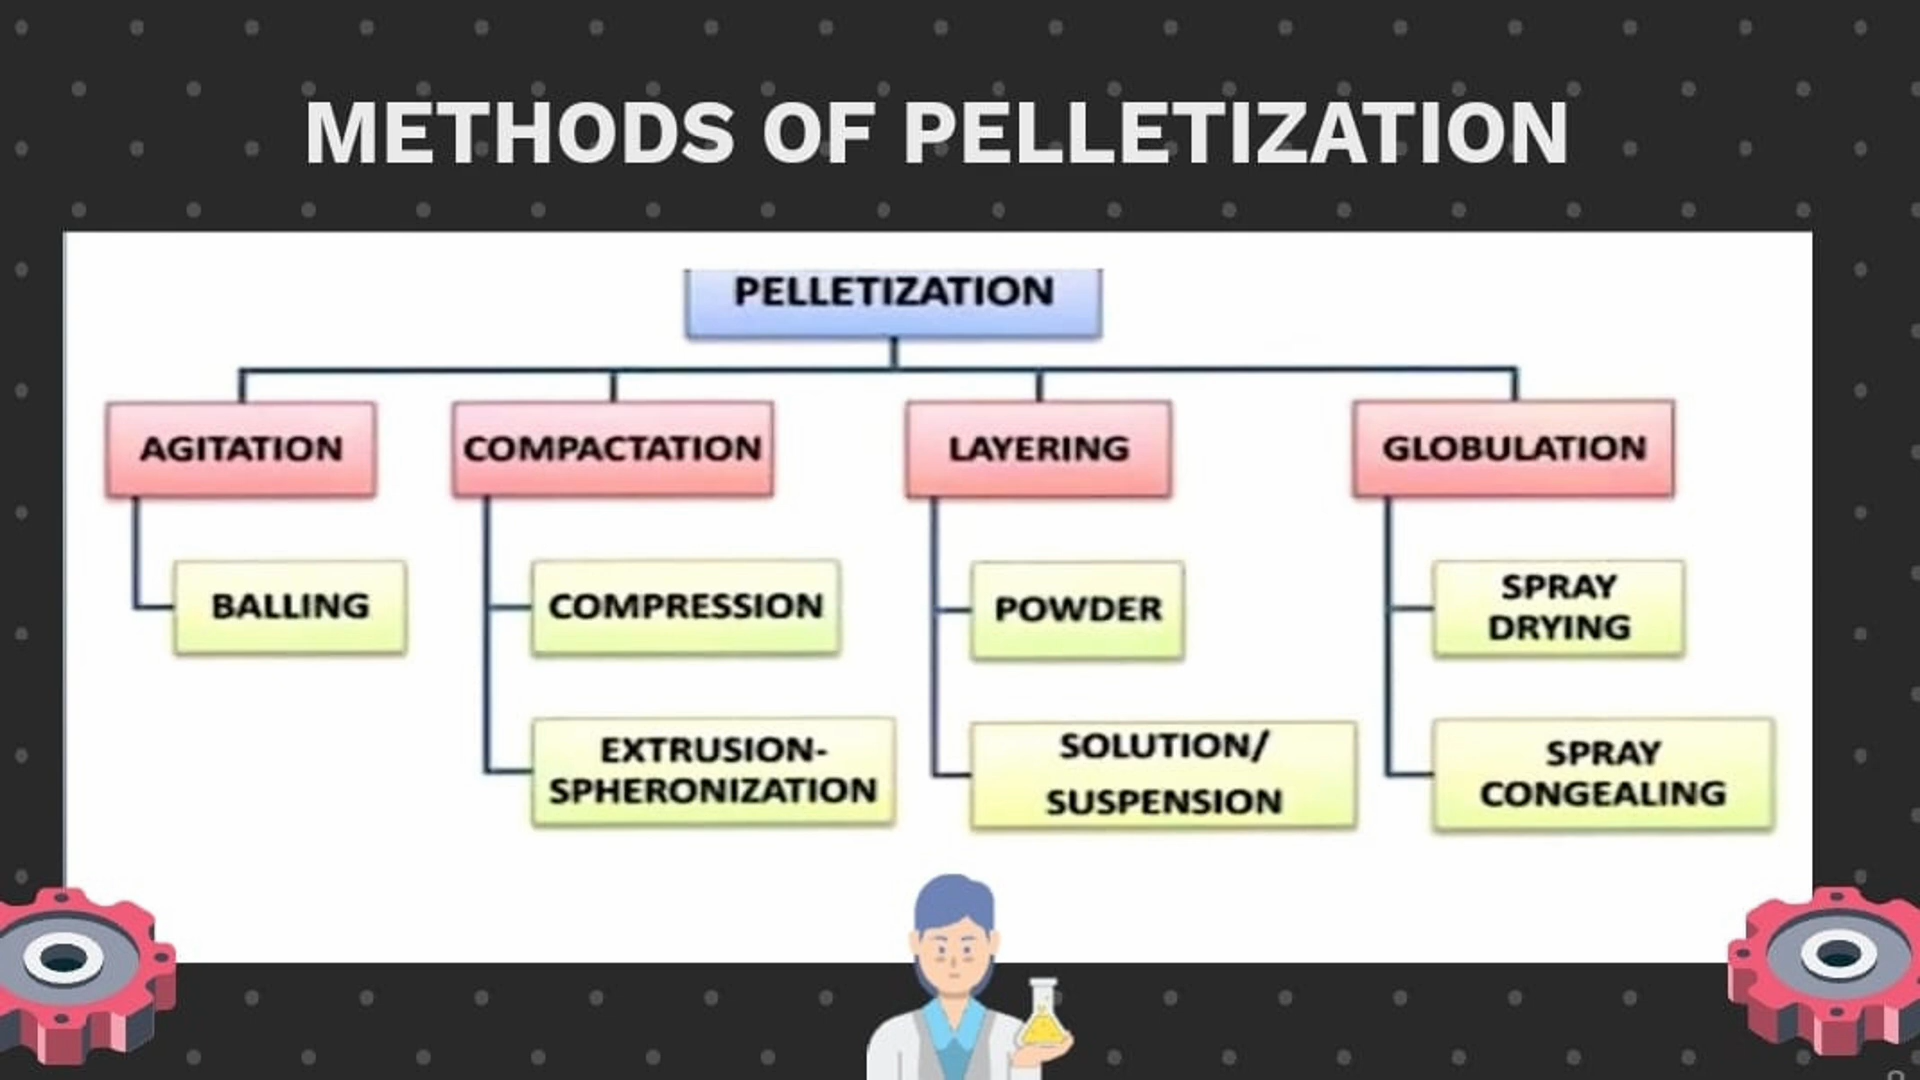 METHODS OF PELLETIZATION
PELLETIZATION
AGITATION
COMPACTATION
LAYERING
GLOBULATION
BALLING
COMPRESSION
POWDER
SPRAY
DRYING
EXTRUSION-
SPHERONIZATION
SOLUTION/
SUSPENSION
SPRAY
CONGEALING